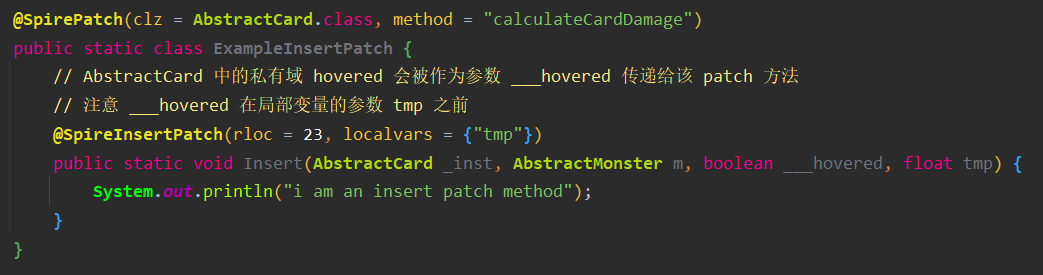 @SpirePatch(clz = AbstractCard.class, method = "calculateCardDamage")
public static class ExampleInsertPatch {
    // AbstractCard 中的私有域 hovered 会被作为参数 ___hovered 传递给该 patch 方法
    // 注意 ___hovered 在局部变量的参数 tmp 之前
    @SpireInsertPatch(rloc = 23, localvars = {"tmp"})
    public static void Insert(AbstractCard _inst, AbstractMonster m, boolean ___hovered, float tmp) {
        System.out.println("i am an insert patch method");
    }
}